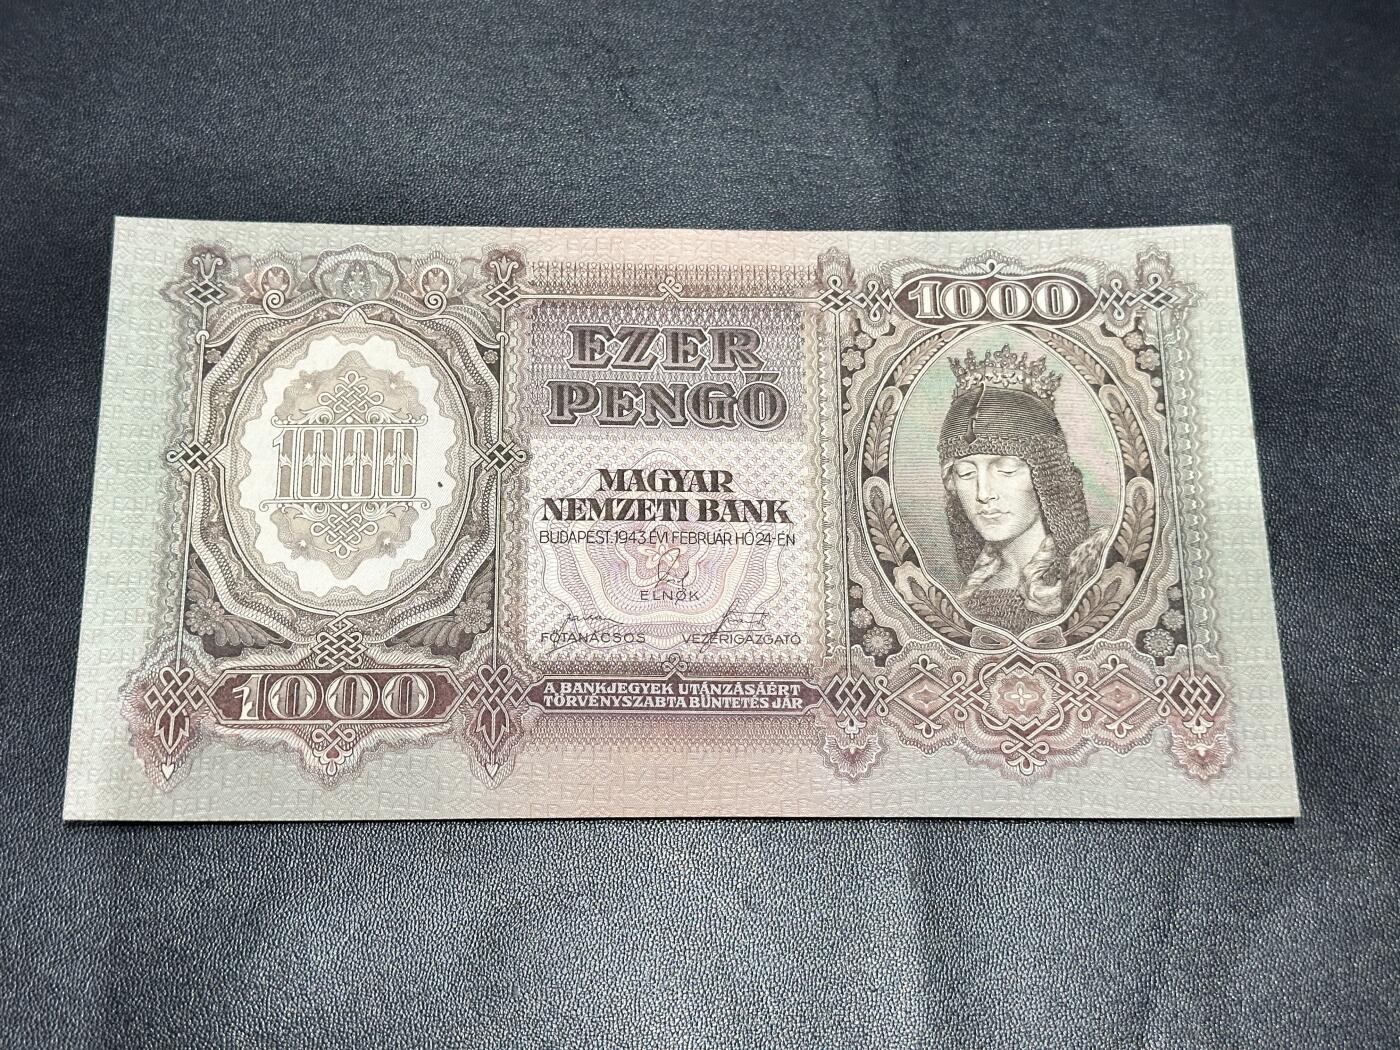 1000
EZER
PENGŐ
1000
MAGYAR
NEMZETI BANK
BUDAPEST, 1943. ÉVI FEBRUÁR HÓ 24-ÉN
ELNÖK
FŐTANÁCSOS VEZÉRIGAZGATÓ
1000
A BANKJEGYEK UTÁNZÁSÁÉRT
TÖRVÉNYSZABTA BÜNTETÉS JÁR